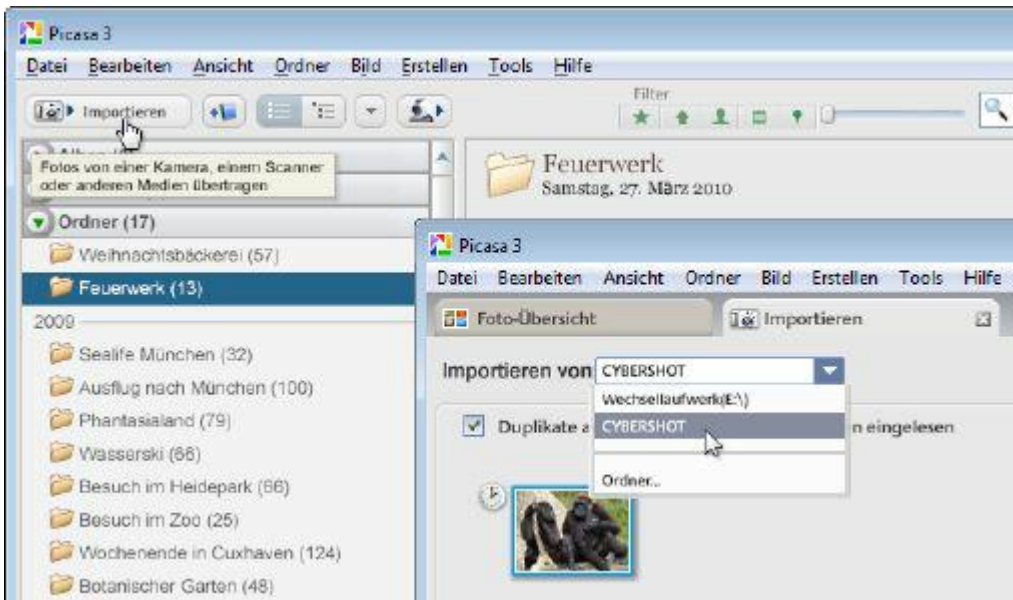 Picasa 3
Datei Bearbeiten Ansicht Ordner Bild Erstellen Tools Hilfe
Importieren
Filter
Fotos von einer Kamera, einem Scanner
oder anderen Medien übertragen
Feuerwerk
Samstag, 27. März 2010
Ordner (17)
Weihnachtsbäckerei (57)
Feuerwerk (13)
2009
Sealife München (32)
Ausflug nach München (100)
Phantasialand (79)
Wasserski (66)
Besuch im Heidepark (66)
Besuch im Zoo (25)
Wochenende in Cuxhaven (124)
Botanischer Garten (48)
Picasa 3
Datei Bearbeiten Ansicht Ordner Bild Erstellen Tools Hilfe
Foto-Übersicht Importieren
Importieren von CYBERSHOT
Wechsellaufwerk(E:\)
Duplikate CYBERSHOT eingelesen
Ordner...